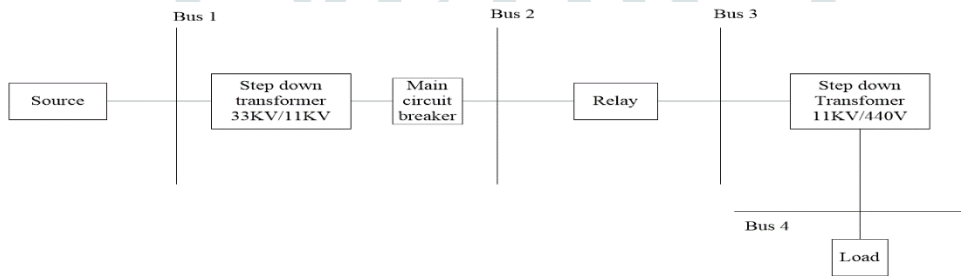 Bus 1
Bus 2
Bus 3
Source
Step down
transformer
33KV/11KV
Main
circuit
breaker
Relay
Step down
Transfomer
11KV/440V
Bus 4
Load